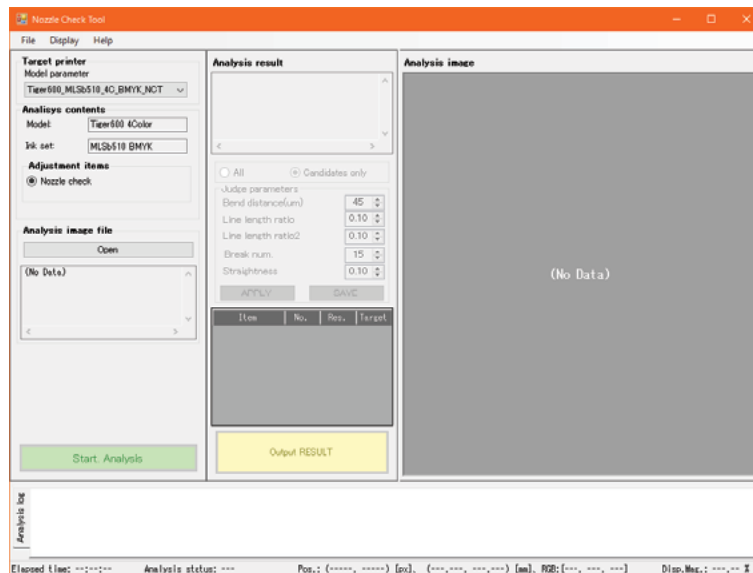 Nozzle Check Tool
File Display Help
Target printer
Model parameter
Tiger600_MLSb510_4C_BMYK_NCT
Analisys contents
Model: Tiger600 4Color
Ink set: MLSb510 BMYK
Adjustment items
Nozzle check
Analysis image file
Open
(No Data)
Start. Analysis
Analysis result
All Candidates only
Judge parameters
Bend distance(um) 45
Line length ratio 0.10
Line length ratio2 0.10
Break num. 15
Straightness 0.10
APPLY SAVE
Item No. Res. Target
Output RESULT
Analysis image
(No Data)
Analysis log
Elapsed time: --:--:-- Analysis status: --- Pos.: (-----, -----) [px], (---.---, ---.---) [mm], RGB:[---, ---, ---] Disp.Mag.: ---.-- %